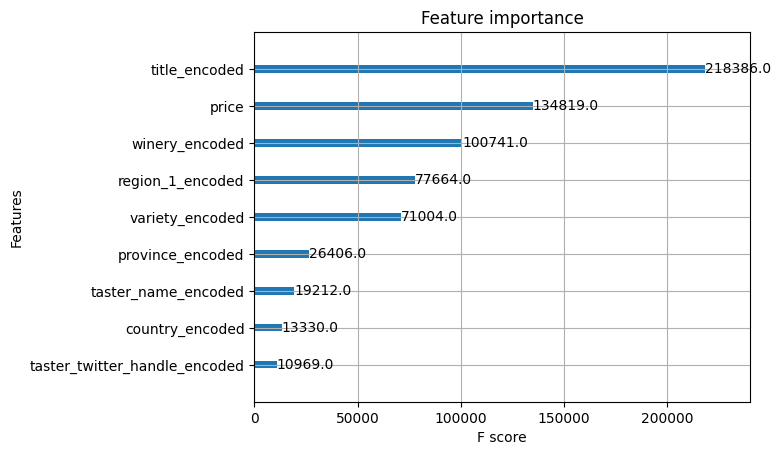 Feature importance
title_encoded 218386.0
price 134819.0
winery_encoded 100741.0
region_1_encoded 77664.0
variety_encoded 71004.0
province_encoded 26406.0
taster_name_encoded 19212.0
country_encoded 13330.0
taster_twitter_handle_encoded 10969.0
0 50000 100000 150000 200000
F score
Features